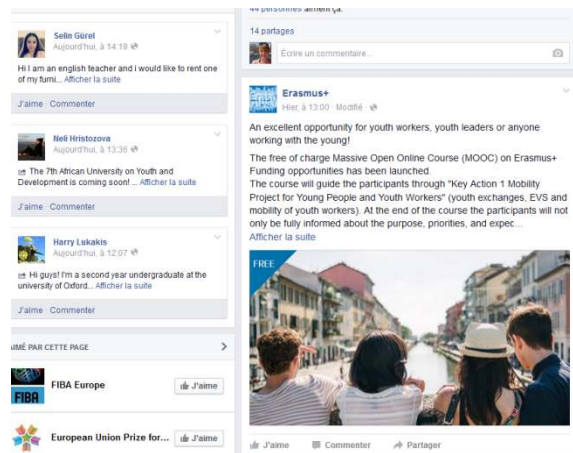 Selin Gürel
Aujourd'hui, à 14:19
Hi I am an english teacher and i would like to rent one
of my furni... Afficher la suite
J'aime · Commenter
Neli Hristozova
Aujourd'hui, à 13:36
The 7th African University on Youth and
Development is coming soon! ... Afficher la suite
J'aime · Commenter
Harry Lukakis
Aujourd'hui, à 12:07
Hi guys! I'm a second year undergraduate at the
university of Oxford... Afficher la suite
J'aime · Commenter
AIMÉ PAR CETTE PAGE
FIBA
FIBA Europe
J'aime
European Union Prize for...
J'aime
44 personnes aiment ça.
14 partages
Écrire un commentaire...
Erasmus+
Hier, à 13:00 · Modifié ·
An excellent opportunity for youth workers, youth leaders or anyone
working with the young!
The free of charge Massive Open Online Course (MOOC) on Erasmus+
Funding opportunities has been launched.
The course will guide the participants through "Key Action 1 Mobility
Project for Young People and Youth Workers" (youth exchanges, EVS and
mobility of youth workers). At the end of the course the participants will not
only be fully informed about the purpose, priorities, and expec...
Afficher la suite
FREE
J'aime
Commenter
Partager